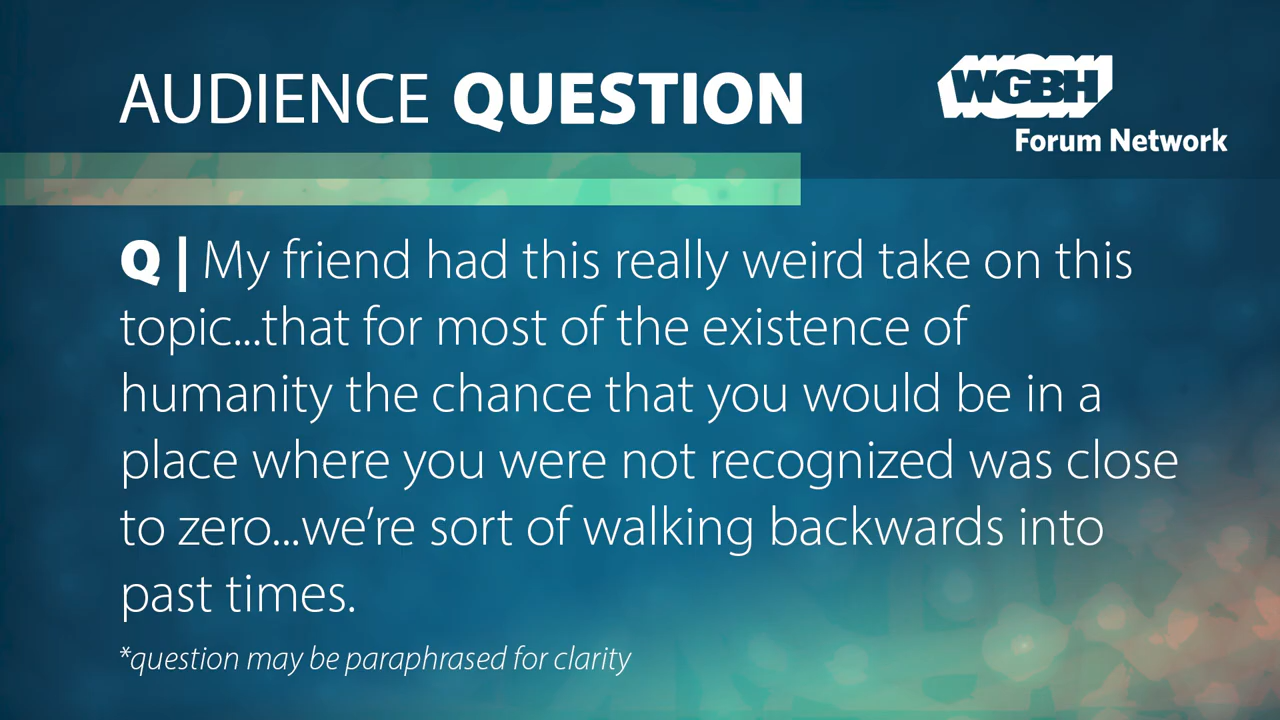 AUDIENCE QUESTION
WGBH
Forum Network
Q | My friend had this really weird take on this
topic...that for most of the existence of
humanity the chance that you would be in a
place where you were not recognized was close
to zero...we’re sort of walking backwards into
past times.
*question may be paraphrased for clarity